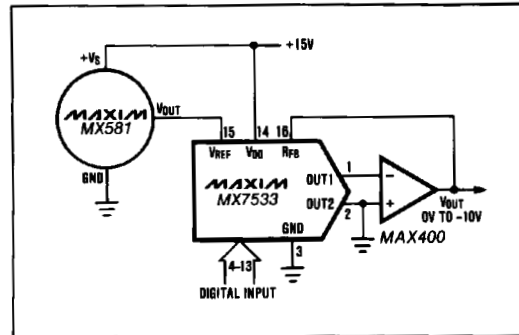 +VS
+15V
MAXIM
MX581
VOUT
GND
15
14
16
VREF
VDD
RFB
MAXIM
MX7533
OUT1
OUT2
GND
1
2
3
−
+
VOUT
0V TO -10V
MAX400
4-13
DIGITAL INPUT